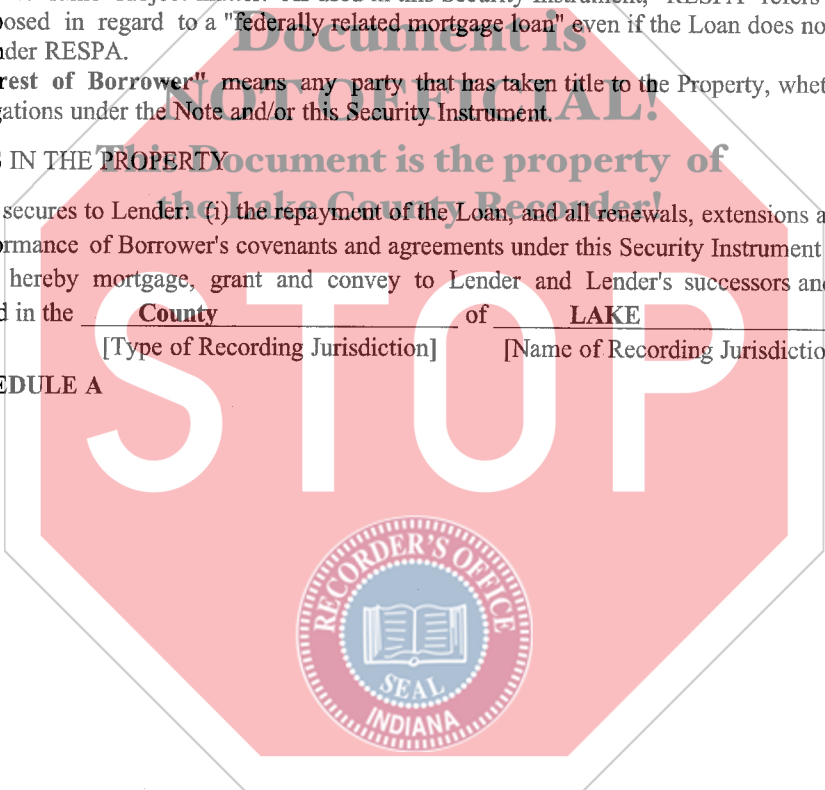 Document is
posed in regard to a "federally related mortgage loan" even if the Loan does no
nder RESPA.
rest of Borrower" means any party that has taken title to the Property, whet
NOT OFFICIAL!
gations under the Note and/or this Security Instrument.
IN THE PROPERTY
This Document is the property of
the Lake County Recorder!
secures to Lender: (i) the repayment of the Loan, and all renewals, extensions a
ormance of Borrower's covenants and agreements under this Security Instrument
hereby mortgage, grant and convey to Lender and Lender's successors and
d in the County of LAKE
[Type of Recording Jurisdiction] [Name of Recording Jurisdictio
EDULE A
STOP
RECORDER'S OFFICE
SEAL
INDIANA